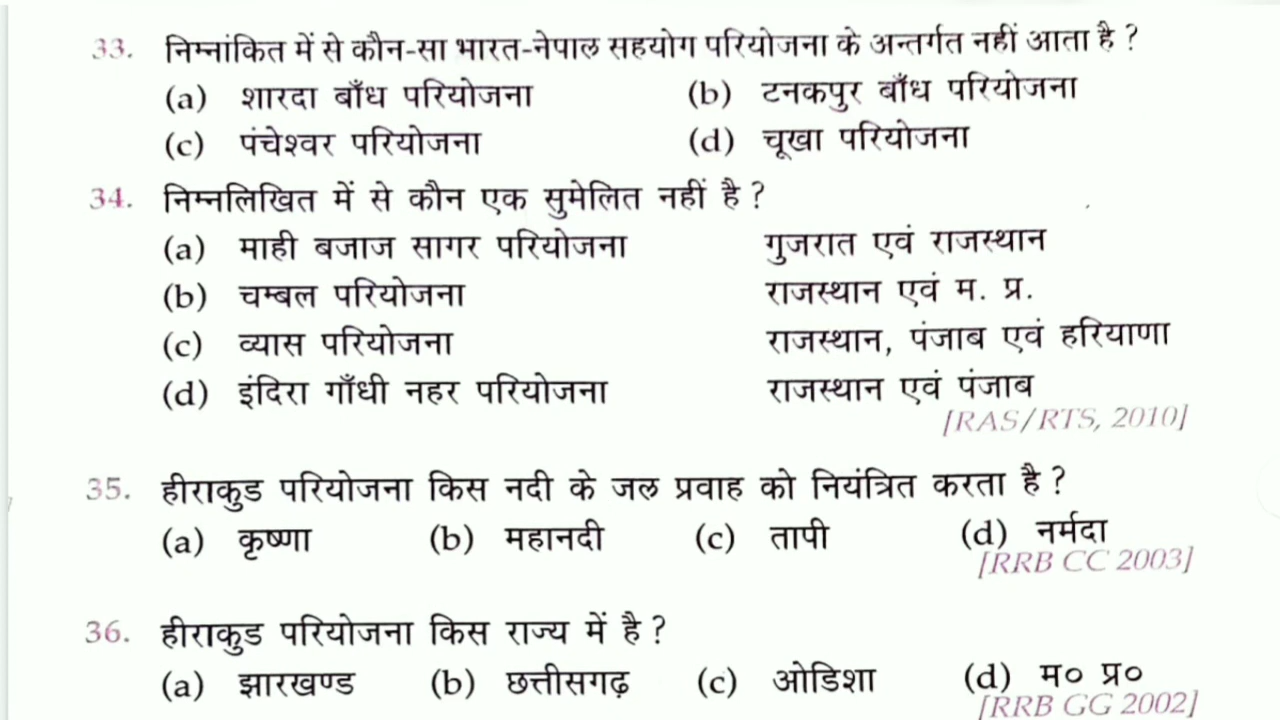 33. निम्नांकित में से कौन-सा भारत-नेपाल सहयोग परियोजना के अन्तर्गत नहीं आता है ?
(a) शारदा बाँध परियोजना (b) टनकपुर बाँध परियोजना
(c) पंचेश्वर परियोजना (d) चूखा परियोजना
34. निम्नलिखित में से कौन एक सुमेलित नहीं है ?
(a) माही बजाज सागर परियोजना गुजरात एवं राजस्थान
(b) चम्बल परियोजना राजस्थान एवं म. प्र.
(c) व्यास परियोजना राजस्थान, पंजाब एवं हरियाणा
(d) इंदिरा गाँधी नहर परियोजना राजस्थान एवं पंजाब
[RAS/RTS, 2010]
35. हीराकुड परियोजना किस नदी के जल प्रवाह को नियंत्रित करता है ?
(a) कृष्णा (b) महानदी (c) तापी (d) नर्मदा
[RRB CC 2003]
36. हीराकुड परियोजना किस राज्य में है ?
(a) झारखण्ड (b) छत्तीसगढ़ (c) ओडिशा (d) म० प्र०
[RRB GG 2002]